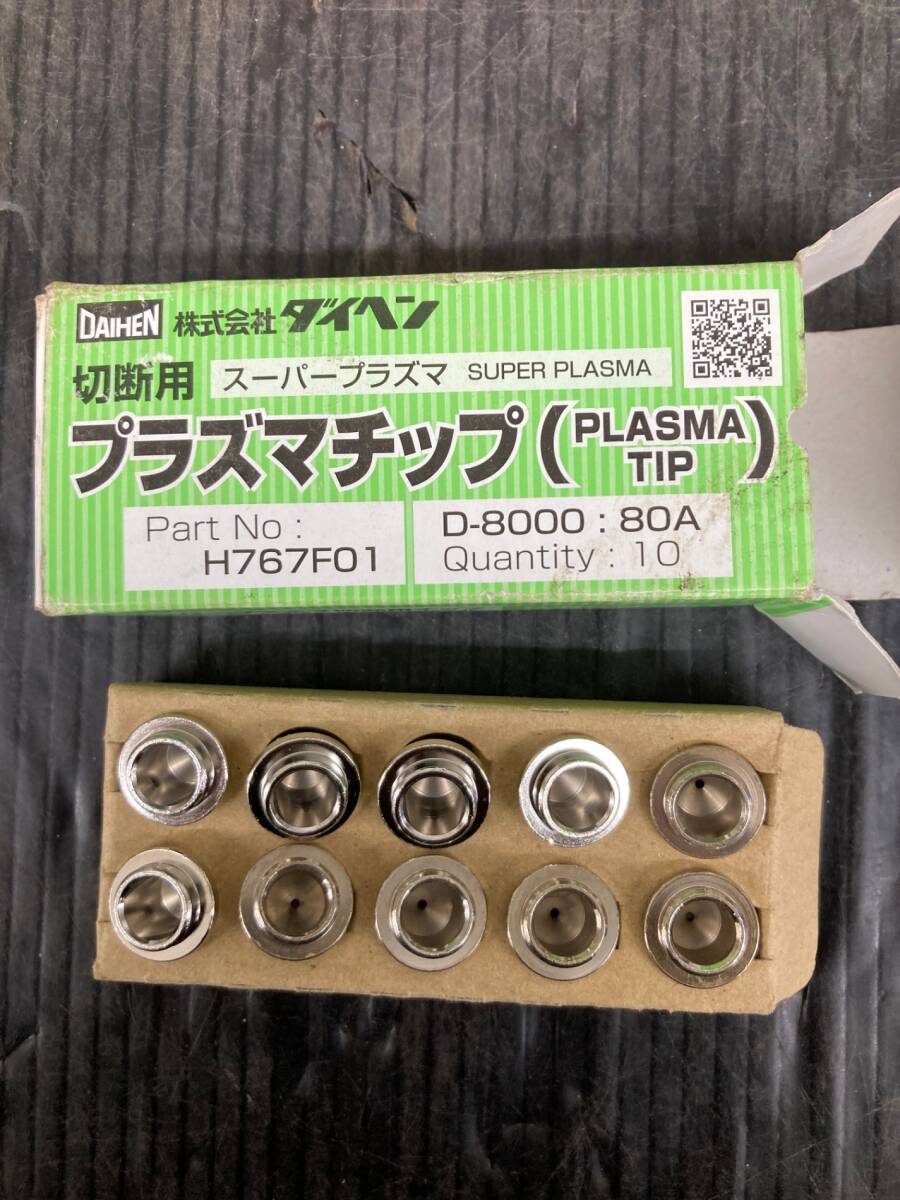 DAIHEN 株式会社ダイヘン
切断用 スーパープラズマ SUPER PLASMA
プラズマチップ(PLASMA TIP)
Part No :
H767F01
D-8000 : 80A
Quantity : 10